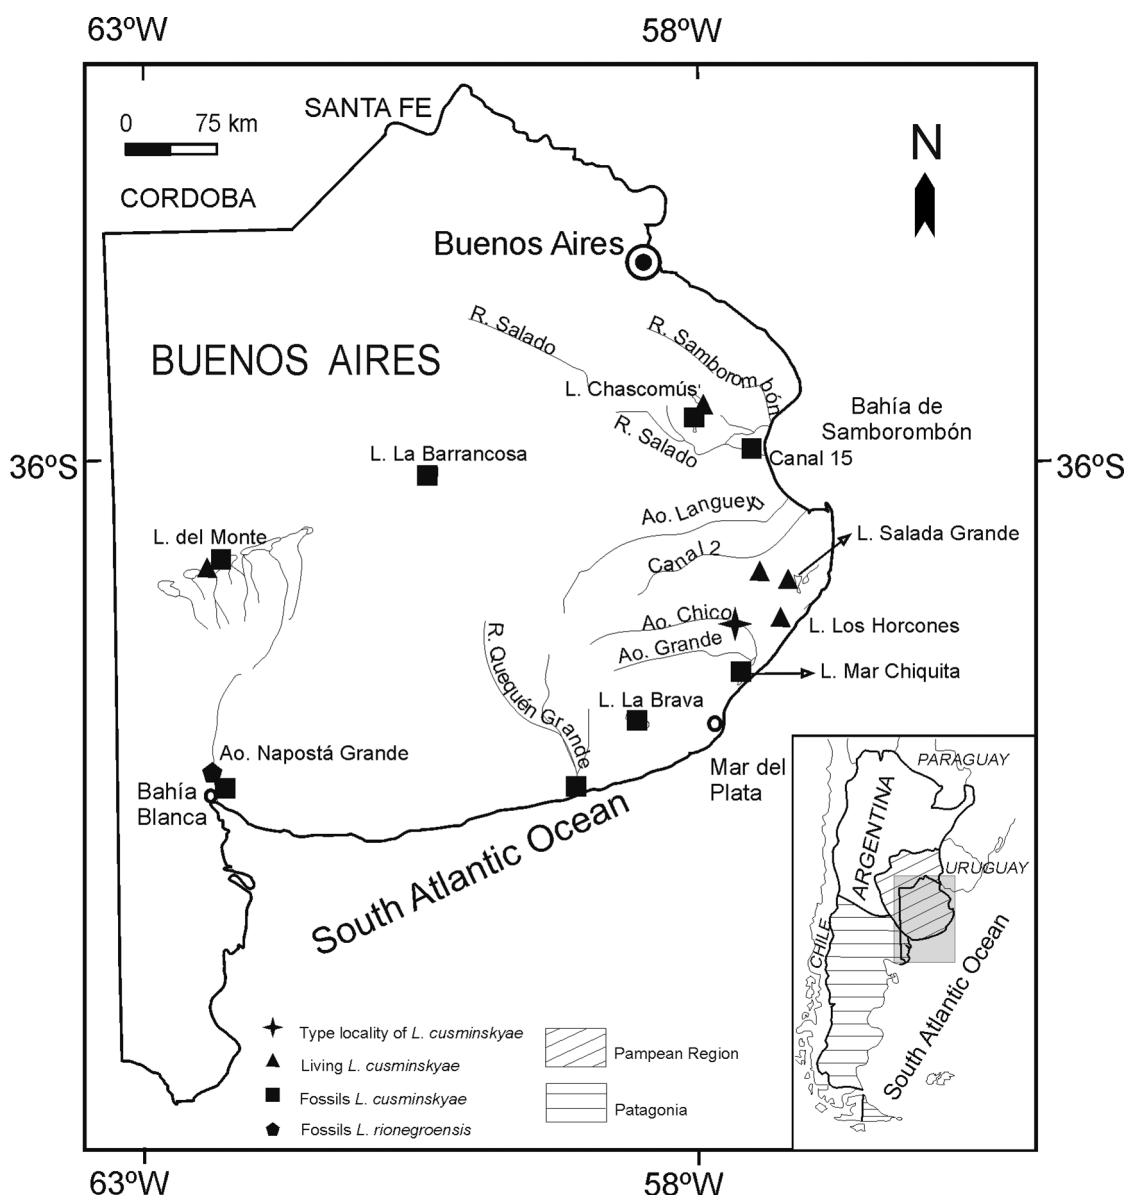 63ºW
58ºW
SANTA FE
0
75 km
N
CORDOBA
Buenos Aires
R. Salado
R. Samborombón
BUENOS AIRES
L. Chascomús
Bahía de
Samborombón
R. Salado
L. La Barrancosa
Canal 15
36ºS
36ºS
Ao. Langueyú
L. del Monte
Canal 2
L. Salada Grande
Ao. Chico
L. Los Horcones
Ao. Grande
R. Quequén Grande
L. Mar Chiquita
L. La Brava
Ao. Napostá Grande
Mar del
Plata
Bahía
Blanca
South Atlantic Ocean
PARAGUAY
ARGENTINA
URUGUAY
CHILE
South Atlantic Ocean
Type locality of L. cusminskyae
Living L. cusminskyae
Fossils L. cusminskyae
Fossils L. rionegroensis
Pampean Region
Patagonia
63ºW
58ºW